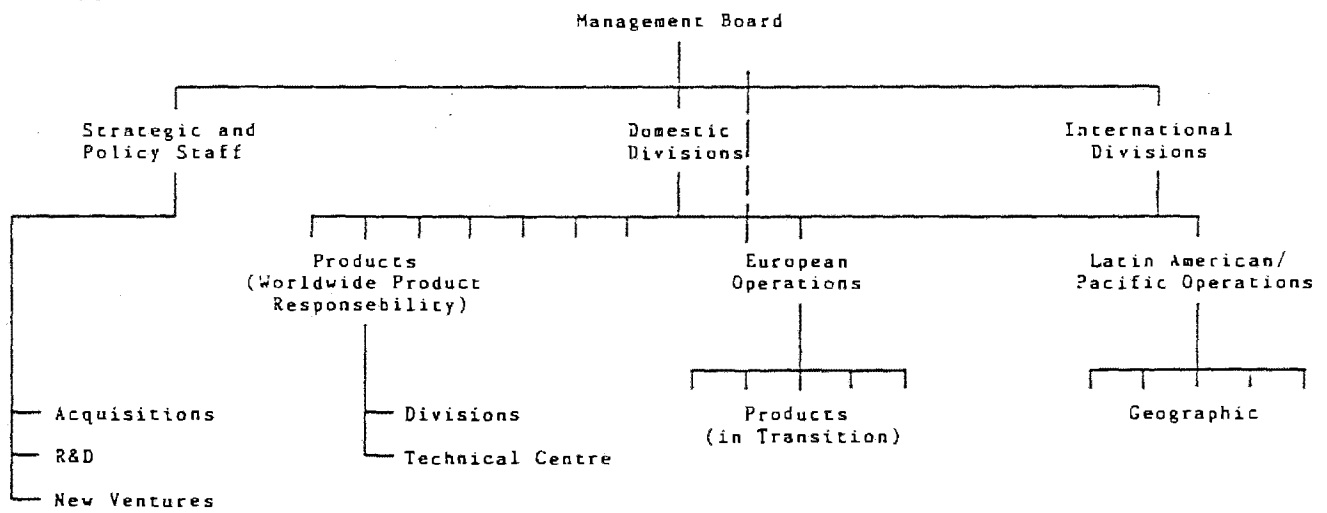 Management Board
Strategic and
Policy Staff
Domestic
Divisions
International
Divisions
Products
(Worldwide Product
Responsebility)
European
Operations
Latin American/
Pacific Operations
Acquisitions
R&D
New Ventures
Divisions
Technical Centre
Products
(in Transition)
Geographic